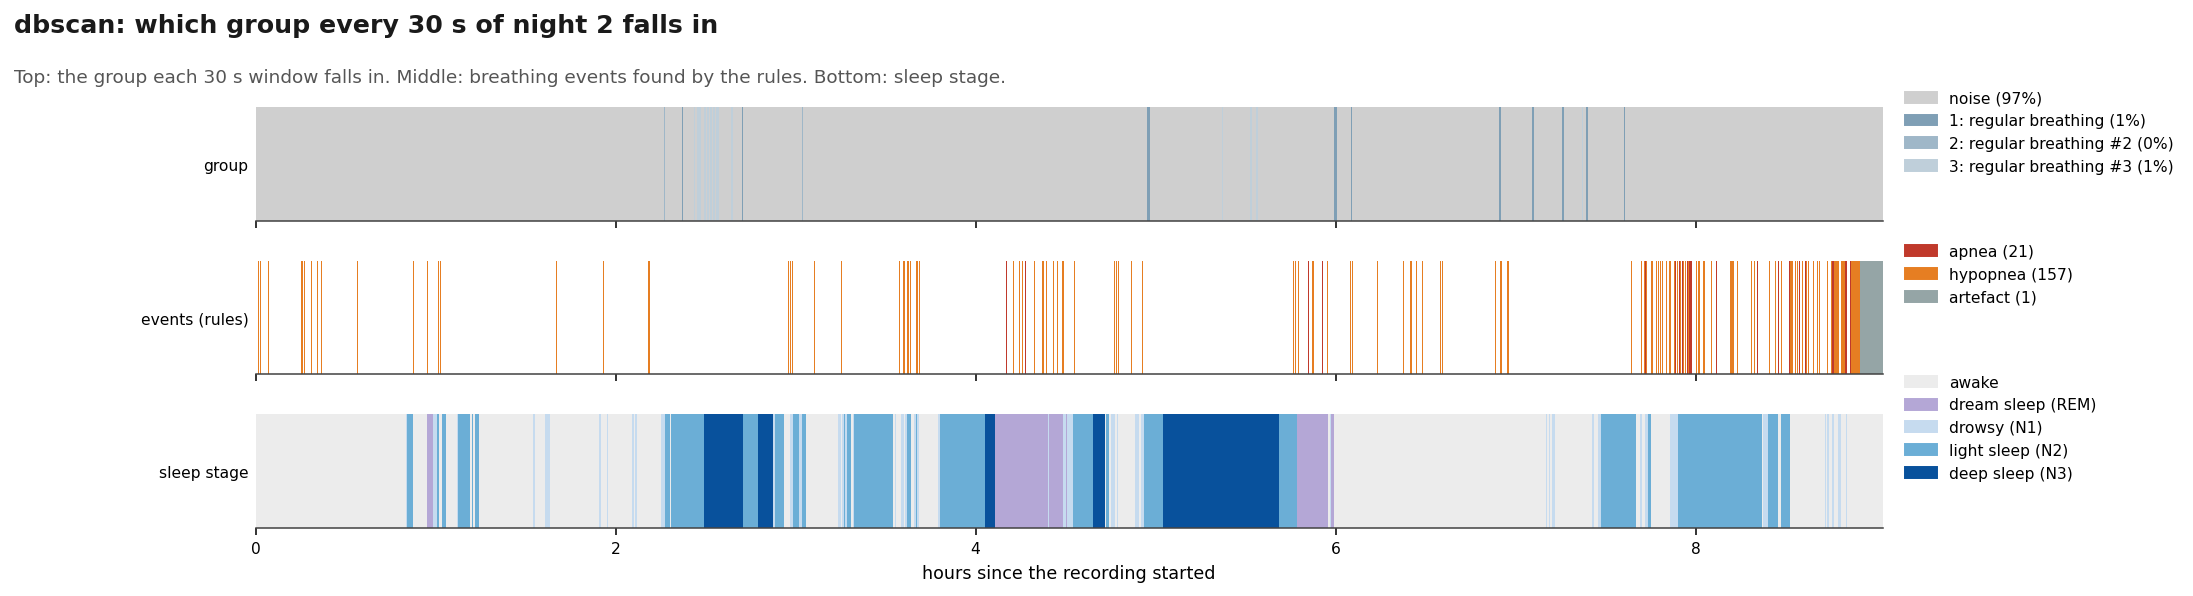 dbscan: which group every 30 s of night 2 falls in
Top: the group each 30 s window falls in. Middle: breathing events found by the rules. Bottom: sleep stage.
group
noise (97%)
1: regular breathing (1%)
2: regular breathing #2 (0%)
3: regular breathing #3 (1%)
events (rules)
apnea (21)
hypopnea (157)
artefact (1)
sleep stage
awake
dream sleep (REM)
drowsy (N1)
light sleep (N2)
deep sleep (N3)
0 2 4 6 8
hours since the recording started